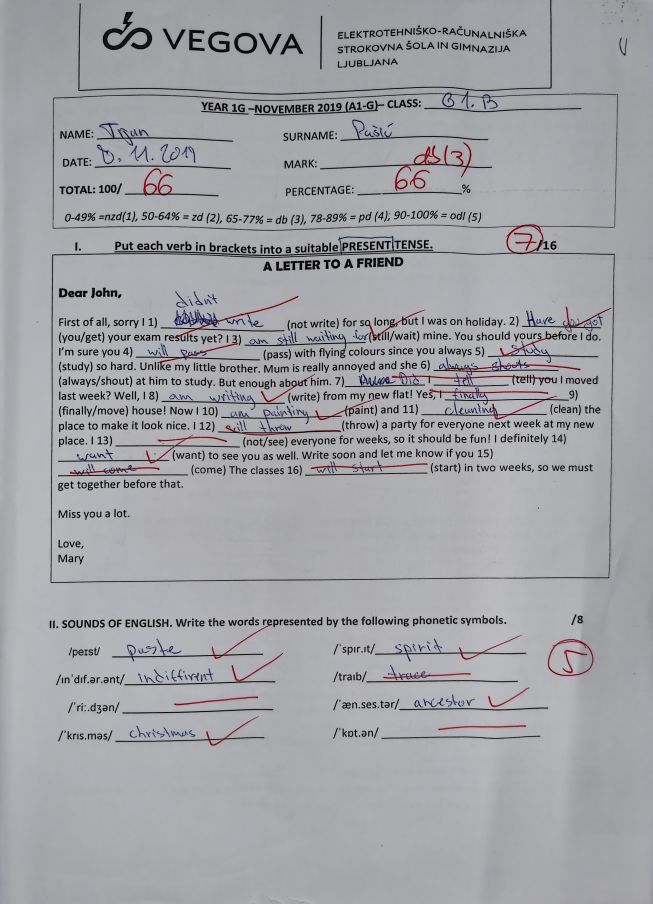 VEGOVA
ELEKTROTEHNIŠKO-RAČUNALNIŠKA
STROKOVNA ŠOLA IN GIMNAZIJA
LJUBLJANA
YEAR 1G –NOVEMBER 2019 (A1-G)– CLASS: G1.B
NAME: Tujan SURNAME: Pašić
DATE: 8. 11. 2019 MARK: db(3)
TOTAL: 100/ 66 PERCENTAGE: 66 %
0-49% =nzd(1), 50-64% = zd (2), 65-77% = db (3), 78-89% = pd (4); 90-100% = odl (5)
I. Put each verb in brackets into a suitable PRESENT TENSE. 7/16
A LETTER TO A FRIEND
Dear John,
didn't
First of all, sorry I 1) write (not write) for so long, but I was on holiday. 2) Have you got
(you/get) your exam results yet? I 3) am still waiting for (still/wait) mine. You should yours before I do.
I'm sure you 4) will pass (pass) with flying colours since you always 5) study
(study) so hard. Unlike my little brother. Mum is really annoyed and she 6) always shouts
(always/shout) at him to study. But enough about him. 7) Did I tell (tell) you I moved
last week? Well, I 8) am writing (write) from my new flat! Yes, I finally 9)
(finally/move) house! Now I 10) am painting (paint) and 11) cleaning (clean) the
place to make it look nice. I 12) will throw (throw) a party for everyone next week at my new
place. I 13) (not/see) everyone for weeks, so it should be fun! I definitely 14)
want (want) to see you as well. Write soon and let me know if you 15)
will come (come) The classes 16) will start (start) in two weeks, so we must
get together before that.
Miss you a lot.
Love,
Mary
II. SOUNDS OF ENGLISH. Write the words represented by the following phonetic symbols. /8
5
/peɪst/ paste /ˈspɪr.ɪt/ spirit
/ɪnˈdɪf.ər.ənt/ indiffirent /traɪb/ trace
/ˈriː.dʒən/ /ˈæn.ses.tər/ ancestor
/ˈkrɪs.məs/ christmas /ˈkɒt.ən/